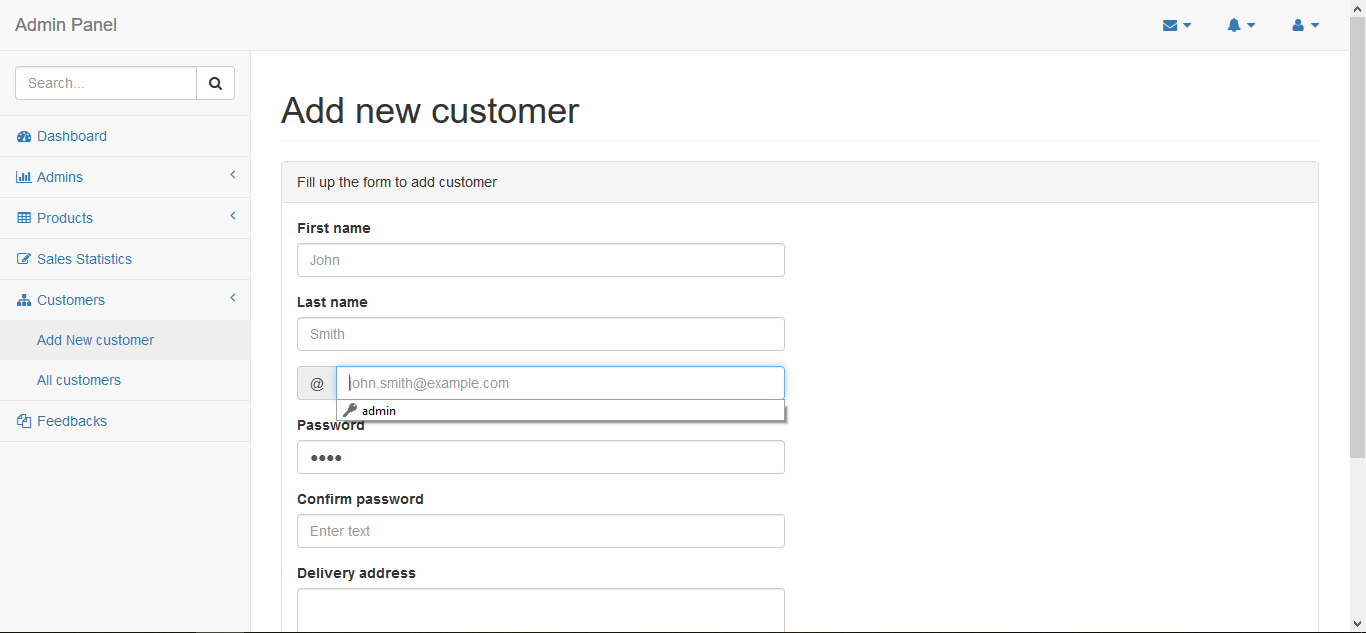 Admin Panel
Search...
Dashboard
Admins
Products
Sales Statistics
Customers
Add New customer
All customers
Feedbacks
Add new customer
Fill up the form to add customer
First name
John
Last name
Smith
@ john.smith@example.com
admin
Password
••••
Confirm password
Enter text
Delivery address